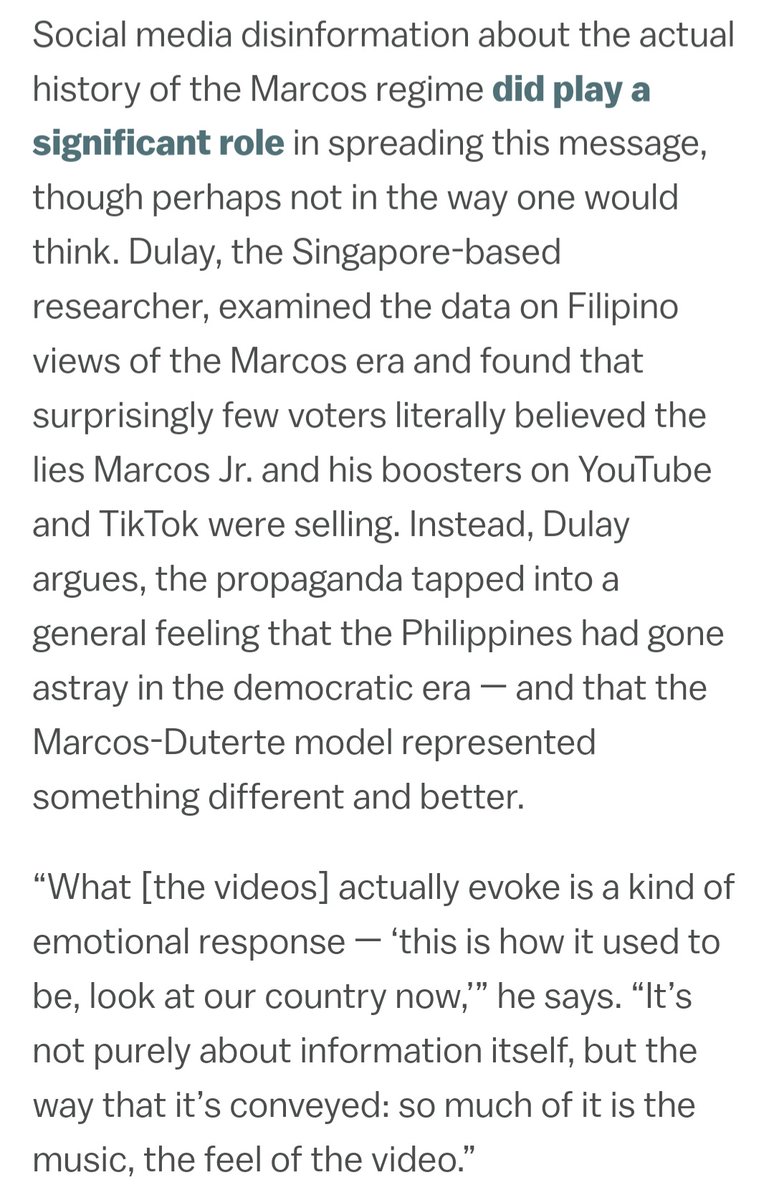 Social media disinformation about the actual
history of the Marcos regime did play a
significant role in spreading this message,
though perhaps not in the way one would
think. Dulay, the Singapore-based
researcher, examined the data on Filipino
views of the Marcos era and found that
surprisingly few voters literally believed the
lies Marcos Jr. and his boosters on YouTube
and TikTok were selling. Instead, Dulay
argues, the propaganda tapped into a
general feeling that the Philippines had gone
astray in the democratic era — and that the
Marcos-Duterte model represented
something different and better.
“What [the videos] actually evoke is a kind of
emotional response — ‘this is how it used to
be, look at our country now,’” he says. “It’s
not purely about information itself, but the
way that it’s conveyed: so much of it is the
music, the feel of the video.”